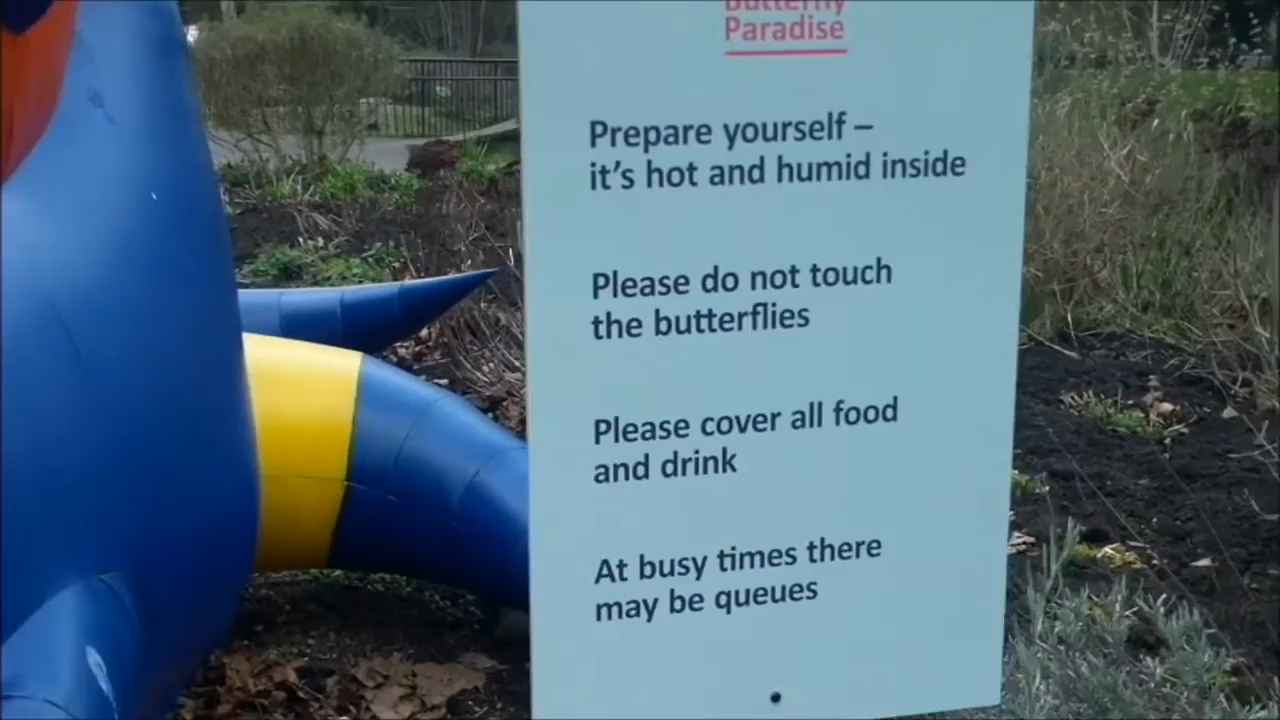 Butterfly
Paradise
Prepare yourself –
it's hot and humid inside
Please do not touch
the butterflies
Please cover all food
and drink
At busy times there
may be queues